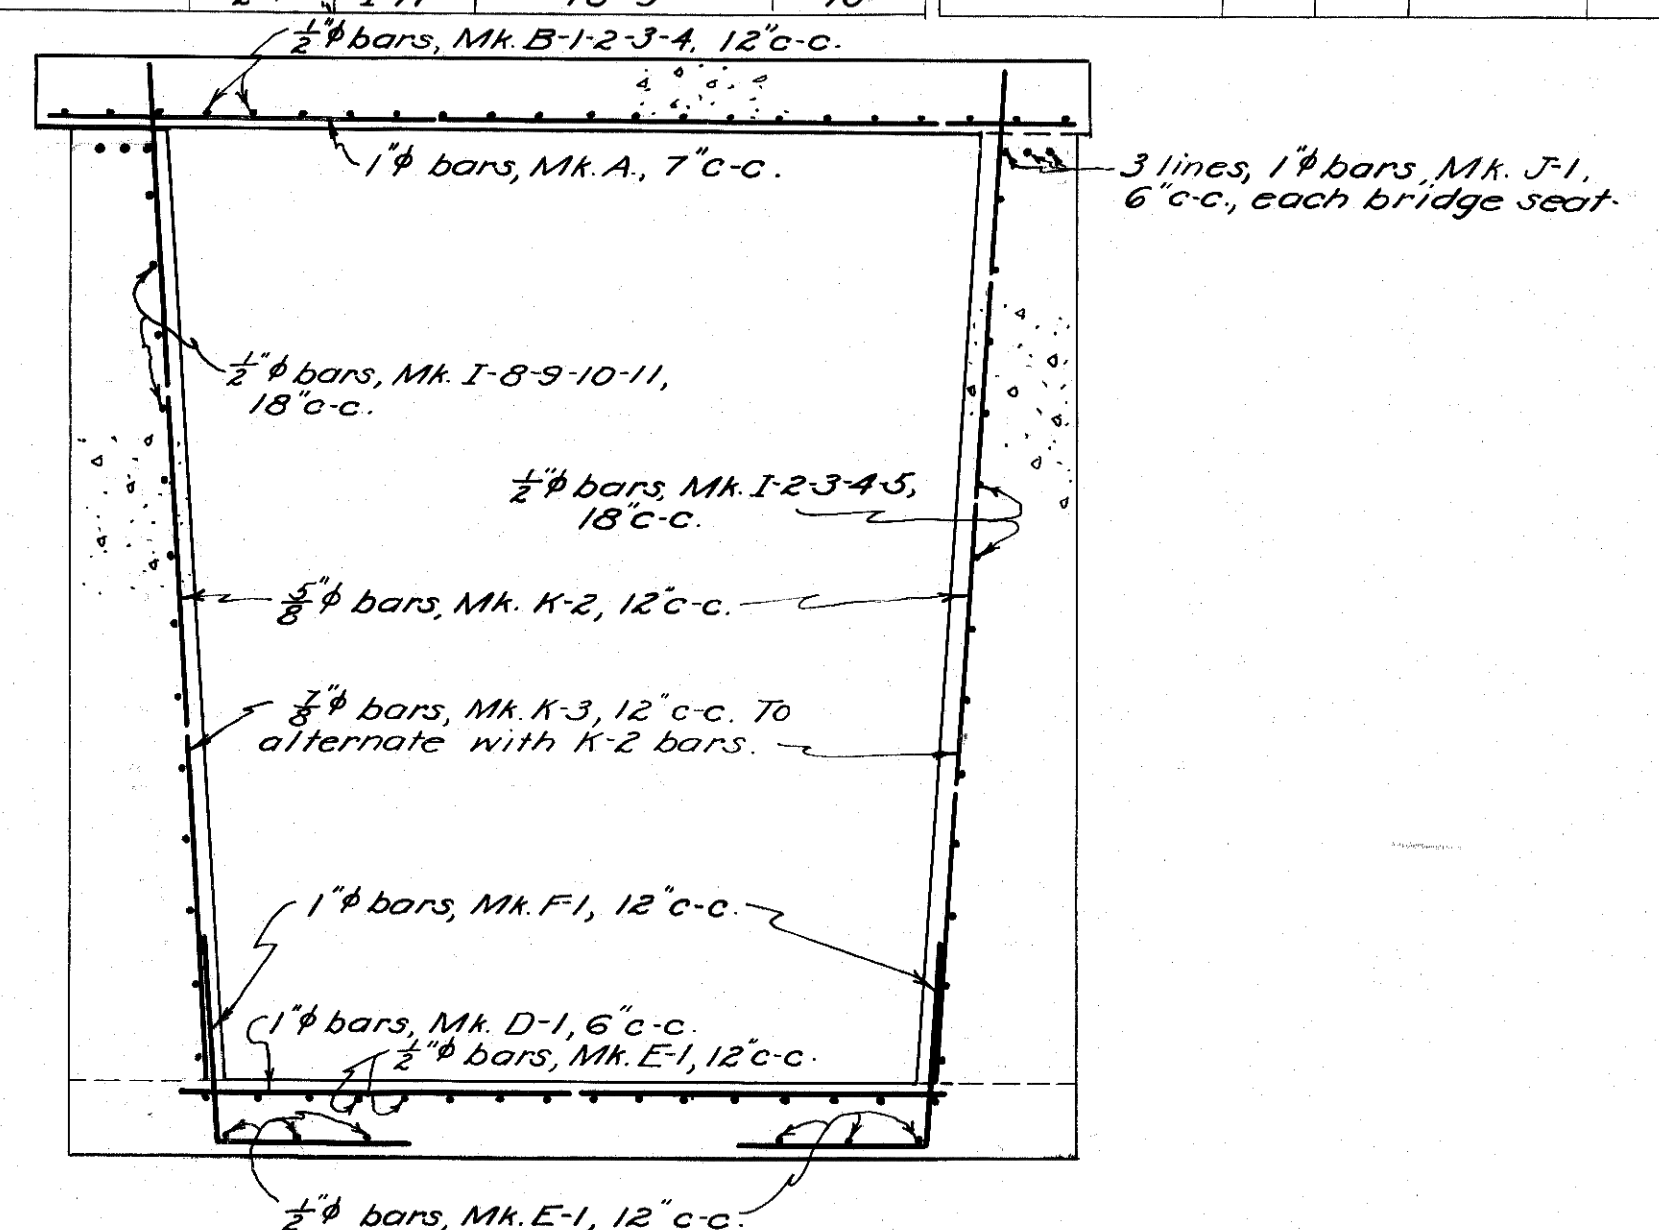 1/2"ϕ bars, Mk. B-1-2-3-4, 12"c-c.
1"ϕ bars, Mk. A., 7"c-c.
3 lines, 1"ϕ bars, Mk. J-1,
6"c-c., each bridge seat.
1/2"ϕ bars, Mk. I-8-9-10-11,
18"c-c.
1/2"ϕ bars, Mk. I-2-3-4-5,
18"c-c.
5/8"ϕ bars, Mk. K-2, 12"c-c.
7/8"ϕ bars, Mk. K-3, 12"c-c. To
alternate with K-2 bars.
1"ϕ bars, Mk. F-1, 12"c-c.
1"ϕ bars, Mk. D-1, 6"c-c.
1/2"ϕ bars, Mk. E-1, 12"c-c.
1/2"ϕ bars, Mk. E-1, 12"c-c.